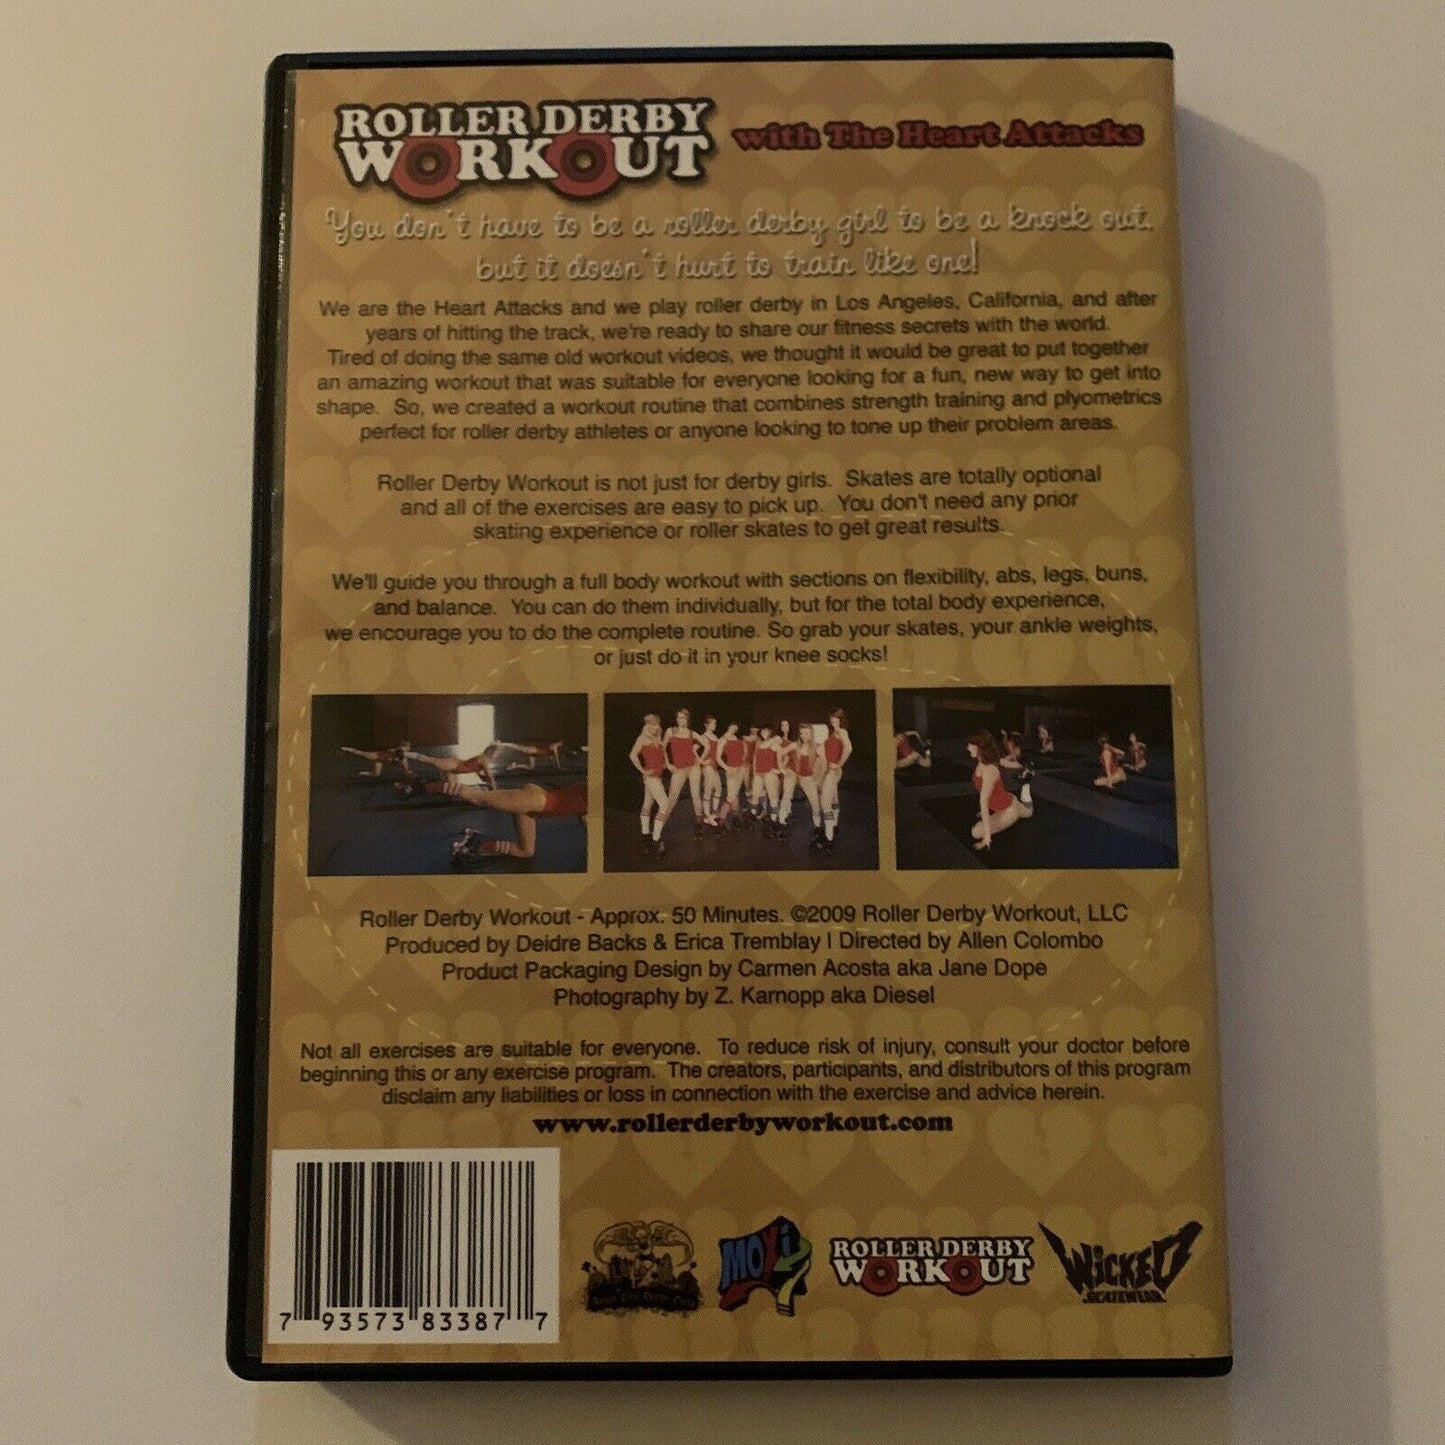 ROLLER DERBY
WORKOUT
with The Heart Attacks
You don't have to be a roller derby girl to be a knock out
but it doesn't hurt to train like one!
We are the Heart Attacks and we play roller derby in Los Angeles, California, and after
years of hitting the track, we're ready to share our fitness secrets with the world.
Tired of doing the same old workout videos, we thought it would be great to put together
an amazing workout that was suitable for everyone looking for a fun, new way to get into
shape. So, we created a workout routine that combines strength training and plyometrics
perfect for roller derby athletes or anyone looking to tone up their problem areas.
Roller Derby Workout is not just for derby girls. Skates are totally optional
and all of the exercises are easy to pick up. You don't need any prior
skating experience or roller skates to get great results.
We'll guide you through a full body workout with sections on flexibility, abs, legs, buns,
and balance. You can do them individually, but for the total body experience,
we encourage you to do the complete routine. So grab your skates, your ankle weights,
or just do it in your knee socks!
Roller Derby Workout - Approx. 50 Minutes. ©2009 Roller Derby Workout, LLC
Produced by Deidre Backs & Erica Tremblay | Directed by Allen Colombo
Product Packaging Design by Carmen Acosta aka Jane Dope
Photography by Z. Karnopp aka Diesel
Not all exercises are suitable for everyone. To reduce risk of injury, consult your doctor before
beginning this or any exercise program. The creators, participants, and distributors of this program
disclaim any liabilities or loss in connection with the exercise and advice herein.
www.rollerderbyworkout.com
7 93573 83387 7
MOXi
ROLLER DERBY
WORKOUT
WICKED
SKATEWEAR